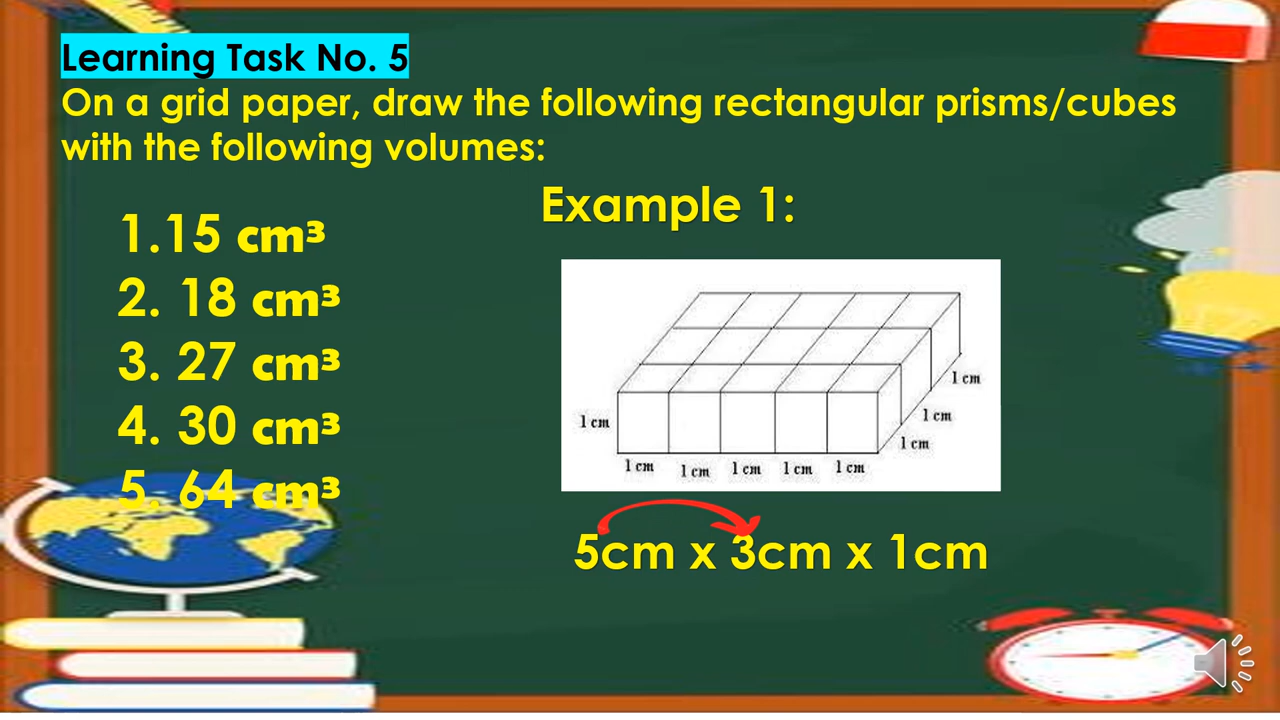 Learning Task No. 5
On a grid paper, draw the following rectangular prisms/cubes
with the following volumes:
Example 1:
1.15 cm³
2. 18 cm³
3. 27 cm³
4. 30 cm³
5. 64 cm³
1 cm
1 cm
1 cm
1 cm
1 cm 1 cm 1 cm 1 cm 1 cm
5cm x 3cm x 1cm